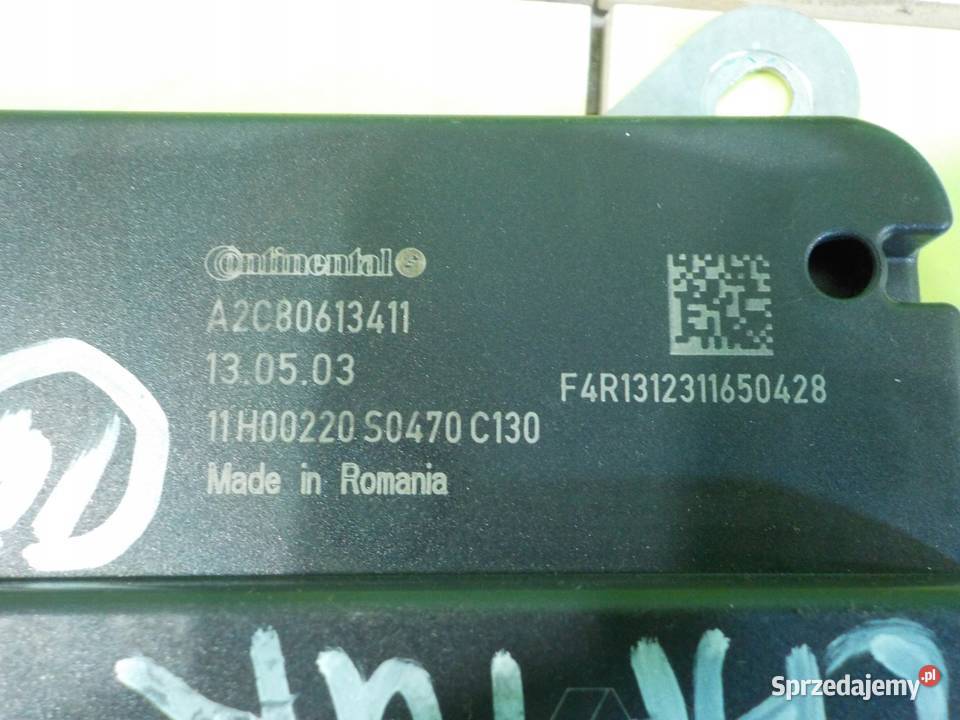 Continental
A2C80613411
13.05.03
11H00220 S0470 C130
Made in Romania
F4R1312311650428
Sprzedajemy.pl